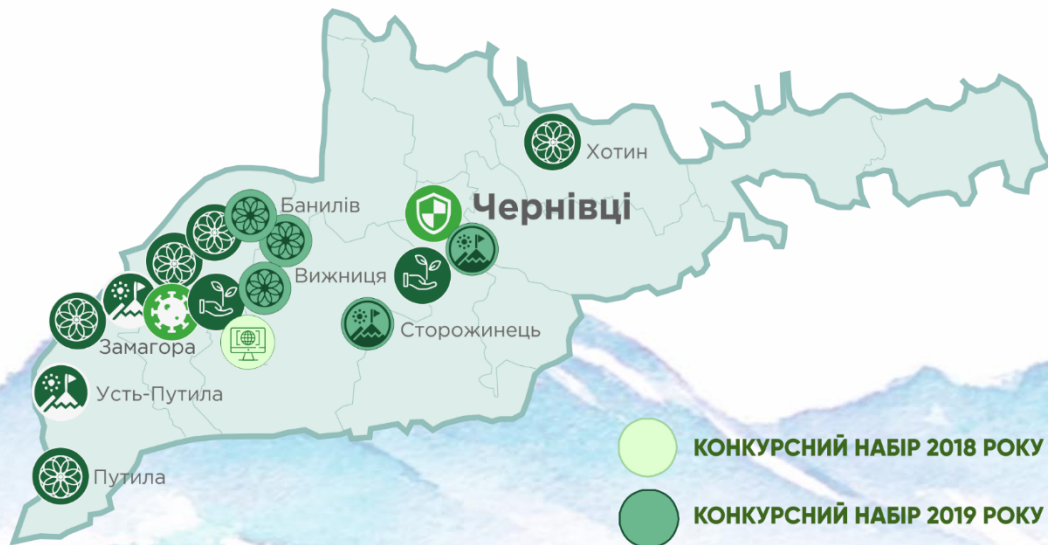 Хотин
Банилів
Чернівці
Вижниця
Сторожинець
Замагора
Усть-Путила
Путила
КОНКУРСНИЙ НАБІР 2018 РОКУ
КОНКУРСНИЙ НАБІР 2019 РОКУ